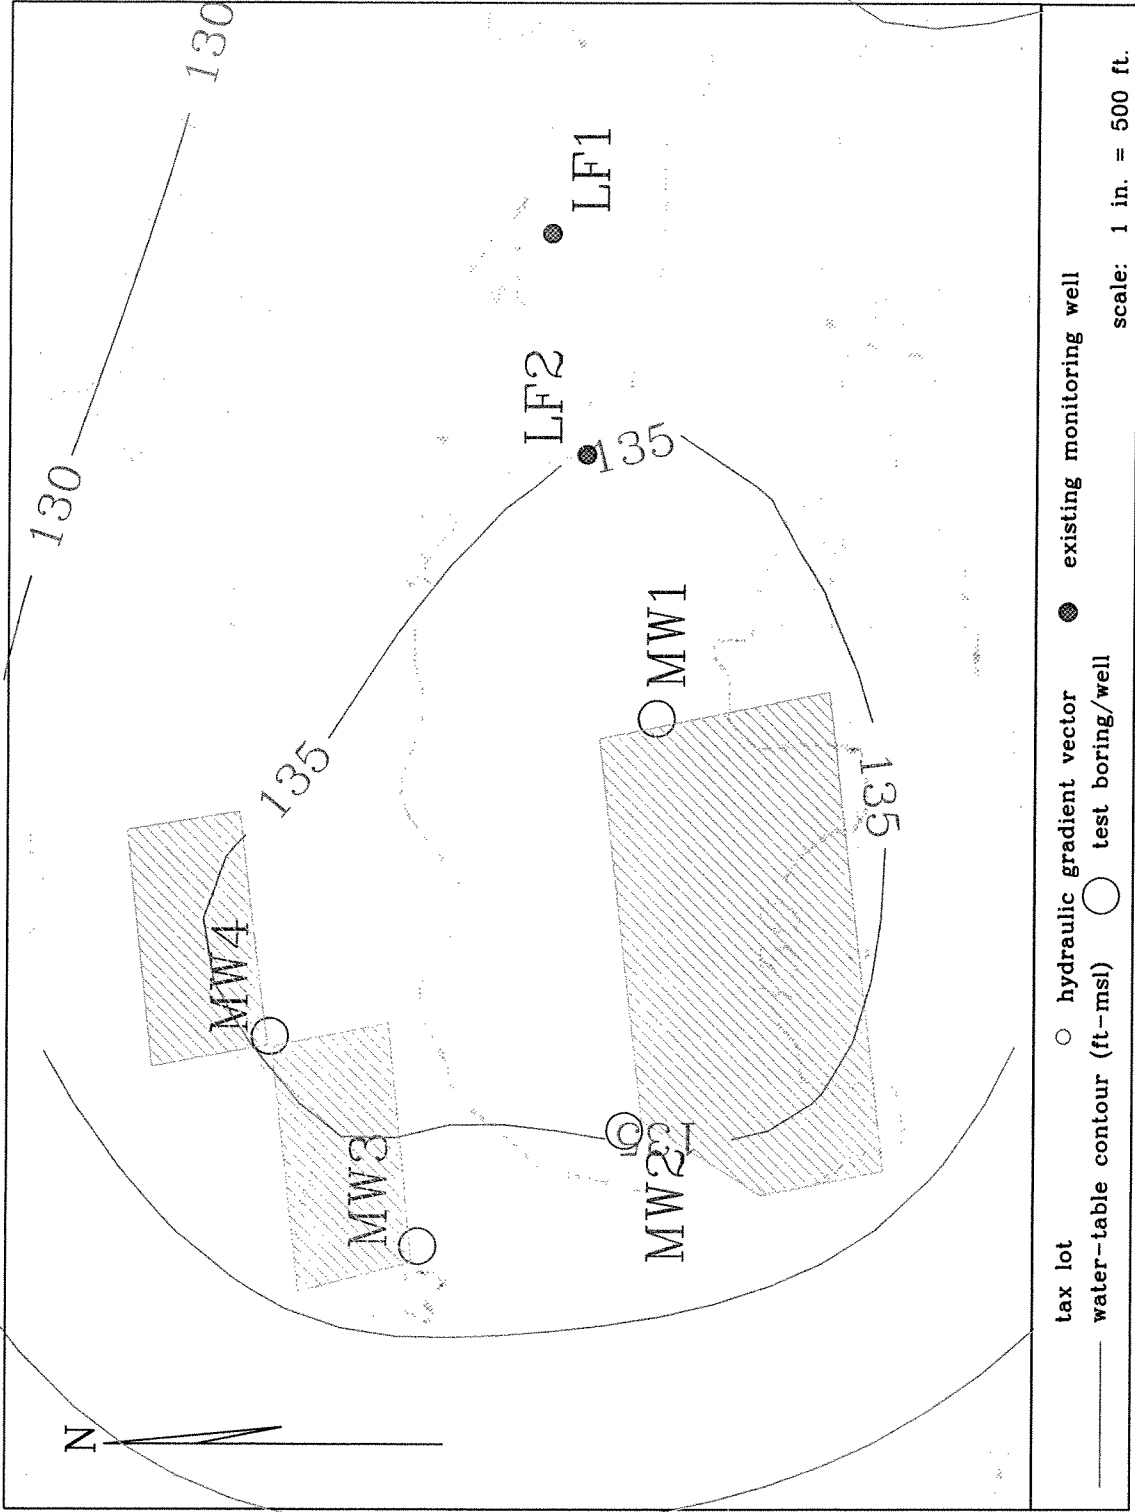 N
130
130
135
MW4
MW3
LF2
LF1
135
MW1
135
MW2
135
tax lot
hydraulic gradient vector
existing monitoring well
water-table contour (ft-msl)
test boring/well
scale: 1 in. = 500 ft.